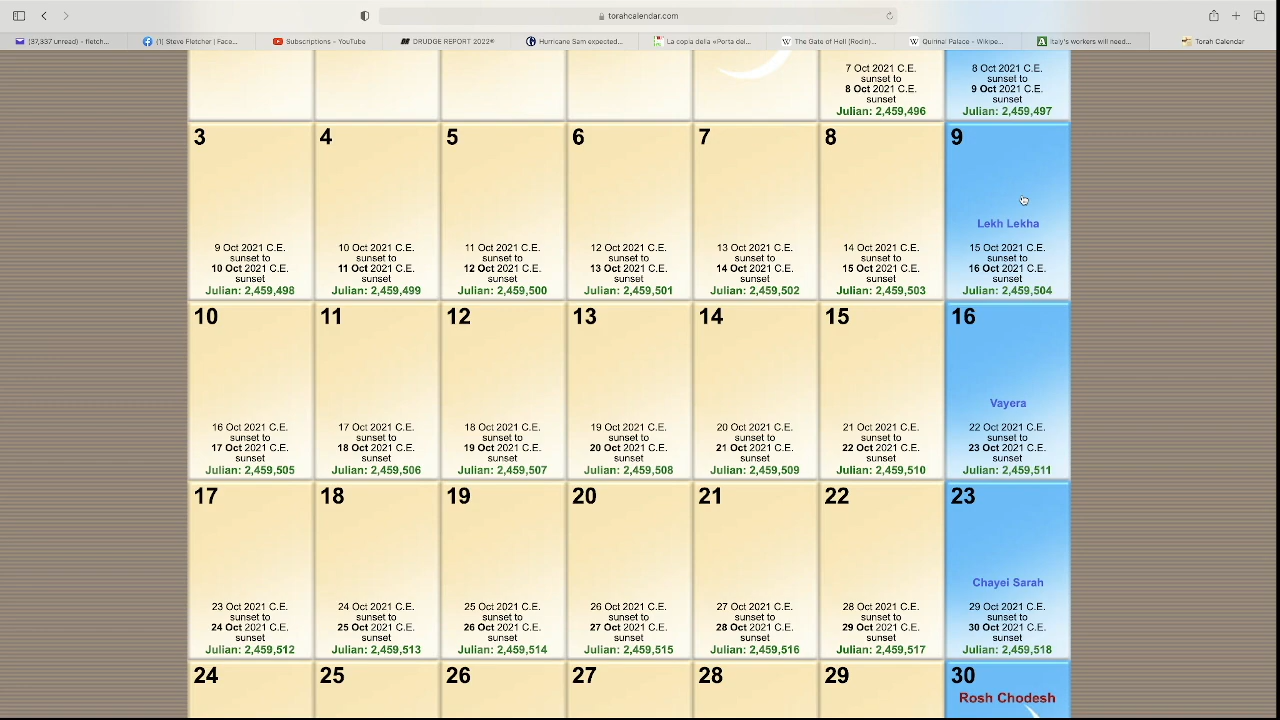 torahcalendar.com
(37,337 unread) - fletch...
(1) Steve Fletcher | Face...
Subscriptions - YouTube
DRUDGE REPORT 2022®
Hurricane Sam expected...
La copia della «Porta del...
The Gate of Hell (Rodin)...
Quirinal Palace - Wikipe...
Italy's workers will need...
Torah Calendar
7 Oct 2021 C.E.
sunset to
8 Oct 2021 C.E.
sunset
Julian: 2,459,496
8 Oct 2021 C.E.
sunset to
9 Oct 2021 C.E.
sunset
Julian: 2,459,497
3
9 Oct 2021 C.E.
sunset to
10 Oct 2021 C.E.
sunset
Julian: 2,459,498
4
10 Oct 2021 C.E.
sunset to
11 Oct 2021 C.E.
sunset
Julian: 2,459,499
5
11 Oct 2021 C.E.
sunset to
12 Oct 2021 C.E.
sunset
Julian: 2,459,500
6
12 Oct 2021 C.E.
sunset to
13 Oct 2021 C.E.
sunset
Julian: 2,459,501
7
13 Oct 2021 C.E.
sunset to
14 Oct 2021 C.E.
sunset
Julian: 2,459,502
8
14 Oct 2021 C.E.
sunset to
15 Oct 2021 C.E.
sunset
Julian: 2,459,503
9
Lekh Lekha
15 Oct 2021 C.E.
sunset to
16 Oct 2021 C.E.
sunset
Julian: 2,459,504
10
16 Oct 2021 C.E.
sunset to
17 Oct 2021 C.E.
sunset
Julian: 2,459,505
11
17 Oct 2021 C.E.
sunset to
18 Oct 2021 C.E.
sunset
Julian: 2,459,506
12
18 Oct 2021 C.E.
sunset to
19 Oct 2021 C.E.
sunset
Julian: 2,459,507
13
19 Oct 2021 C.E.
sunset to
20 Oct 2021 C.E.
sunset
Julian: 2,459,508
14
20 Oct 2021 C.E.
sunset to
21 Oct 2021 C.E.
sunset
Julian: 2,459,509
15
21 Oct 2021 C.E.
sunset to
22 Oct 2021 C.E.
sunset
Julian: 2,459,510
16
Vayera
22 Oct 2021 C.E.
sunset to
23 Oct 2021 C.E.
sunset
Julian: 2,459,511
17
23 Oct 2021 C.E.
sunset to
24 Oct 2021 C.E.
sunset
Julian: 2,459,512
18
24 Oct 2021 C.E.
sunset to
25 Oct 2021 C.E.
sunset
Julian: 2,459,513
19
25 Oct 2021 C.E.
sunset to
26 Oct 2021 C.E.
sunset
Julian: 2,459,514
20
26 Oct 2021 C.E.
sunset to
27 Oct 2021 C.E.
sunset
Julian: 2,459,515
21
27 Oct 2021 C.E.
sunset to
28 Oct 2021 C.E.
sunset
Julian: 2,459,516
22
28 Oct 2021 C.E.
sunset to
29 Oct 2021 C.E.
sunset
Julian: 2,459,517
23
Chayei Sarah
29 Oct 2021 C.E.
sunset to
30 Oct 2021 C.E.
sunset
Julian: 2,459,518
24
25
26
27
28
29
30
Rosh Chodesh